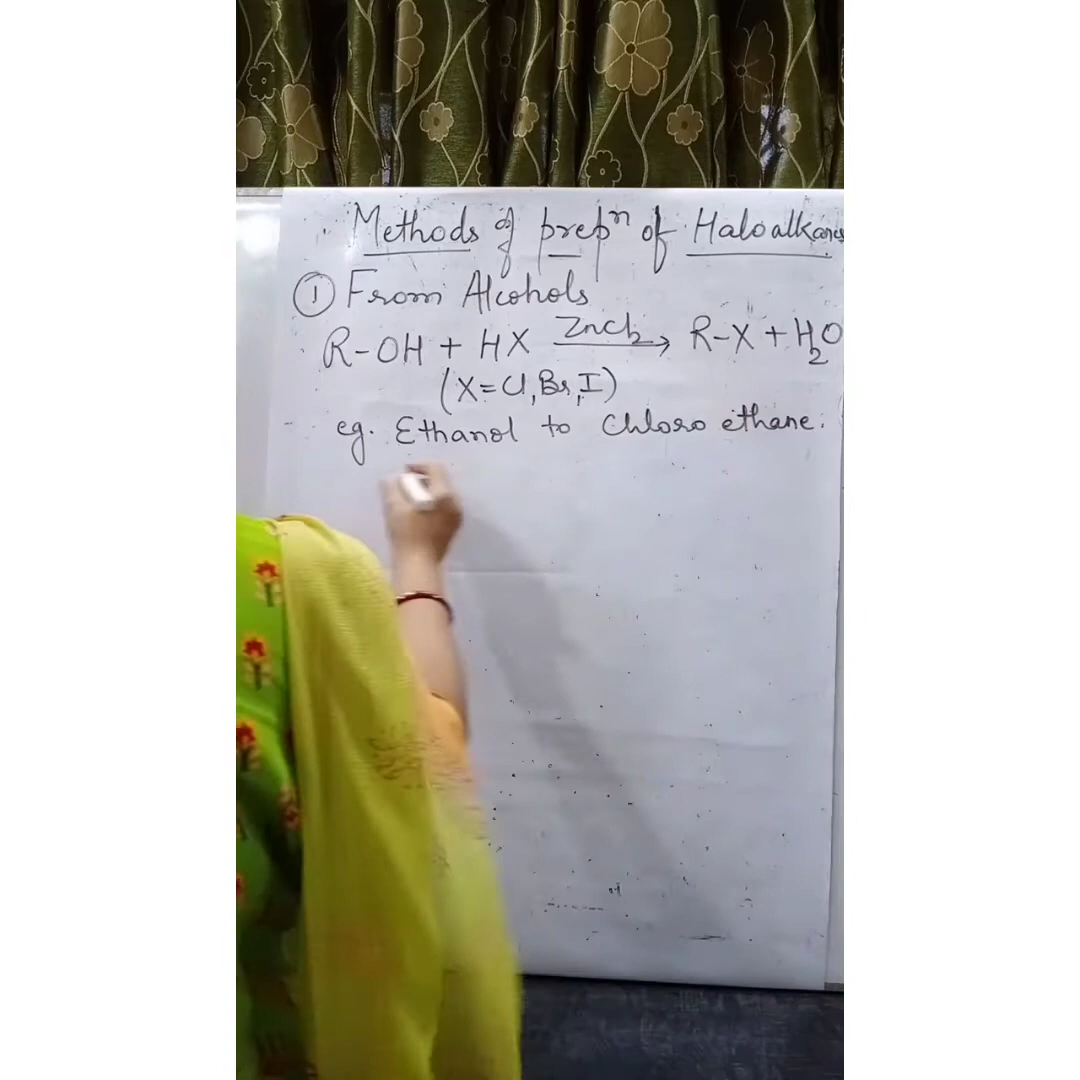 Methods of prepⁿ of Haloalkanes
① From Alcohols
R-OH + HX ZnCl₂→ R-X + H₂O
(X=Cl,Br,I)
eg. Ethanol to Chloro ethane.